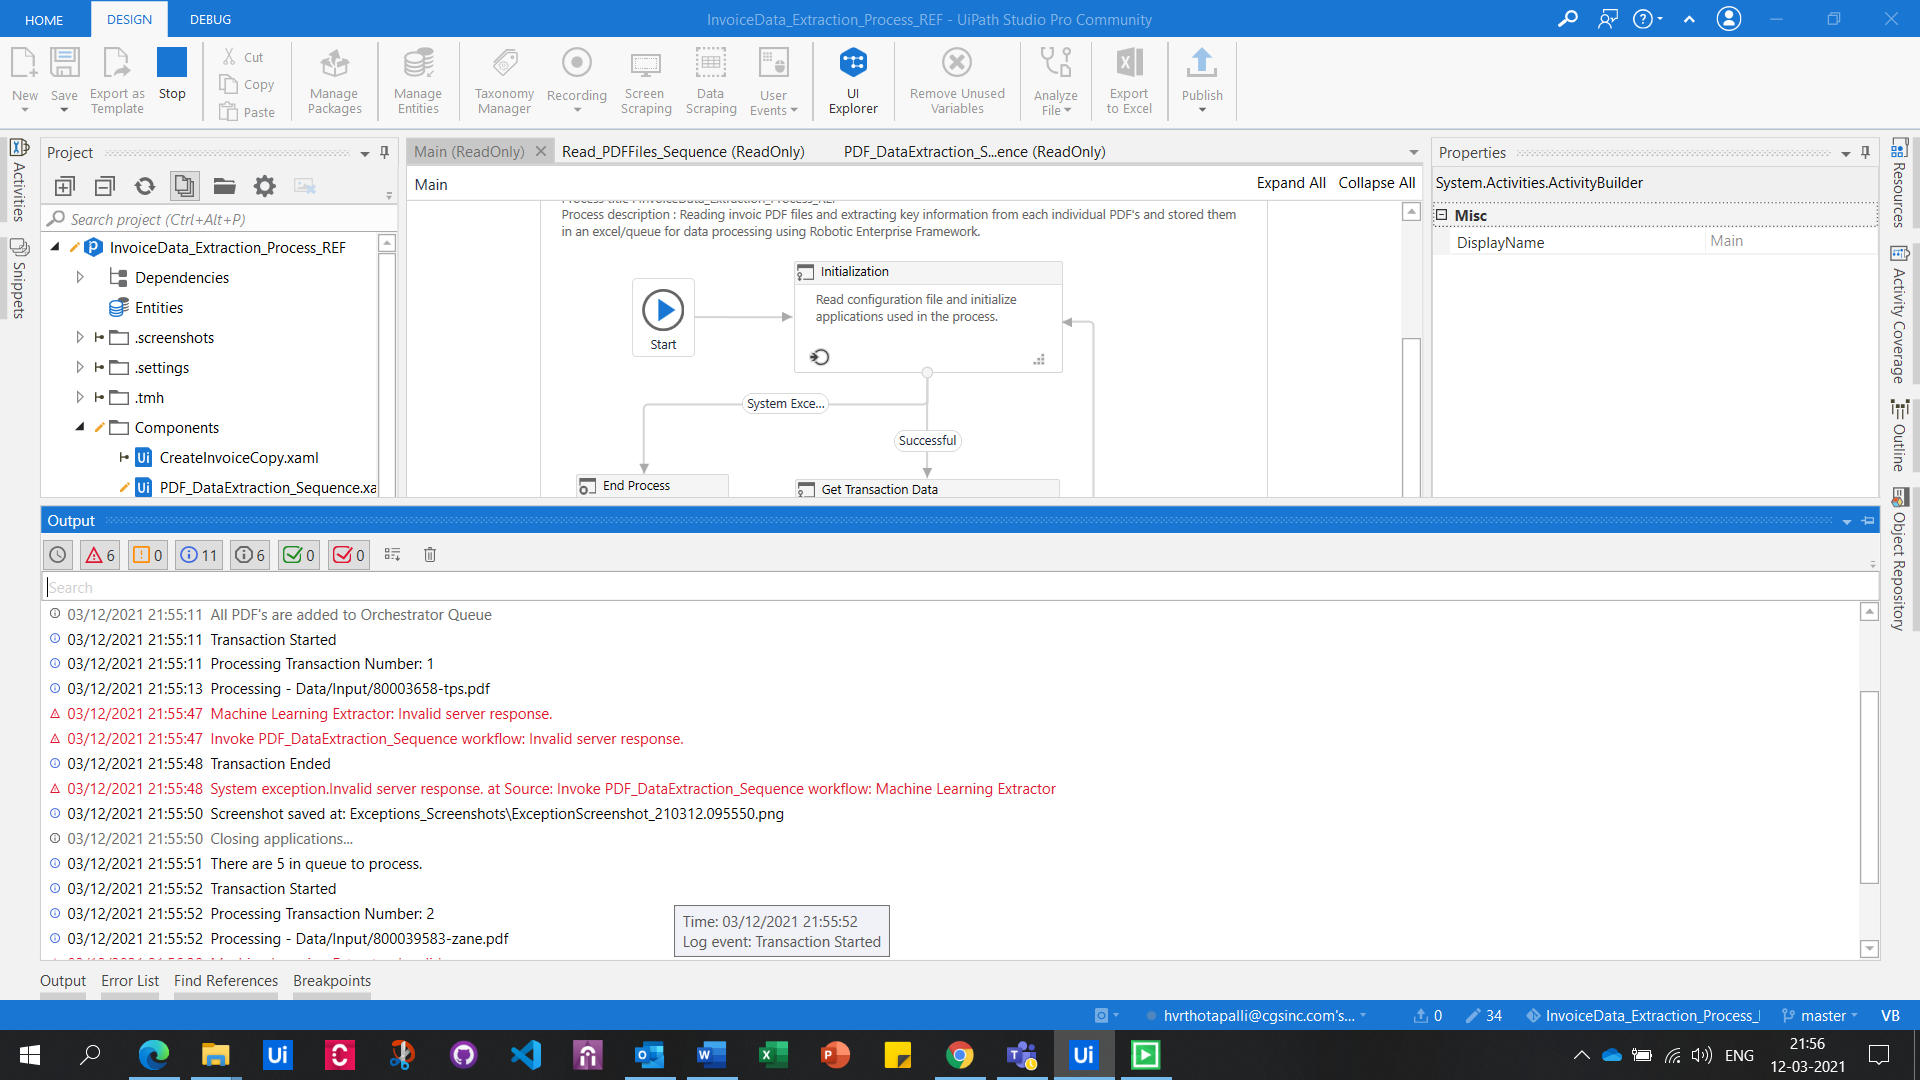 HOME
DESIGN
DEBUG
InvoiceData_Extraction_Process_REF - UiPath Studio Pro Community
New
Save
Export as Template
Stop
Cut
Copy
Paste
Manage Packages
Manage Entities
Taxonomy Manager
Recording
Screen Scraping
Data Scraping
User Events
UI Explorer
Remove Unused Variables
Analyze File
Export to Excel
Publish
Activities
Snippets
Project
Search project (Ctrl+Alt+P)
InvoiceData_Extraction_Process_REF
Dependencies
Entities
.screenshots
.settings
.tmh
Components
CreateInvoiceCopy.xaml
PDF_DataExtraction_Sequence.xa
Main (ReadOnly)
Read_PDFFiles_Sequence (ReadOnly)
PDF_DataExtraction_S...ence (ReadOnly)
Main
Expand All
Collapse All
Process description : Reading invoic PDF files and extracting key information from each individual PDF's and stored them
in an excel/queue for data processing using Robotic Enterprise Framework.
Start
Initialization
Read configuration file and initialize
applications used in the process.
System Exce...
Successful
End Process
Get Transaction Data
Properties
System.Activities.ActivityBuilder
Misc
DisplayName
Main
Resources
Activity Coverage
Outline
Object Repository
Output
6
0
11
6
0
0
Search
03/12/2021 21:55:11 All PDF's are added to Orchestrator Queue
03/12/2021 21:55:11 Transaction Started
03/12/2021 21:55:11 Processing Transaction Number: 1
03/12/2021 21:55:13 Processing - Data/Input/80003658-tps.pdf
03/12/2021 21:55:47 Machine Learning Extractor: Invalid server response.
03/12/2021 21:55:47 Invoke PDF_DataExtraction_Sequence workflow: Invalid server response.
03/12/2021 21:55:48 Transaction Ended
03/12/2021 21:55:48 System exception.Invalid server response. at Source: Invoke PDF_DataExtraction_Sequence workflow: Machine Learning Extractor
03/12/2021 21:55:50 Screenshot saved at: Exceptions_Screenshots\ExceptionScreenshot_210312.095550.png
03/12/2021 21:55:50 Closing applications...
03/12/2021 21:55:51 There are 5 in queue to process.
03/12/2021 21:55:52 Transaction Started
03/12/2021 21:55:52 Processing Transaction Number: 2
03/12/2021 21:55:52 Processing - Data/Input/800039583-zane.pdf
Time: 03/12/2021 21:55:52
Log event: Transaction Started
Output
Error List
Find References
Breakpoints
hvrthotapalli@cgsinc.com's...
0
34
InvoiceData_Extraction_Process_
master
VB
ENG
21:56
12-03-2021